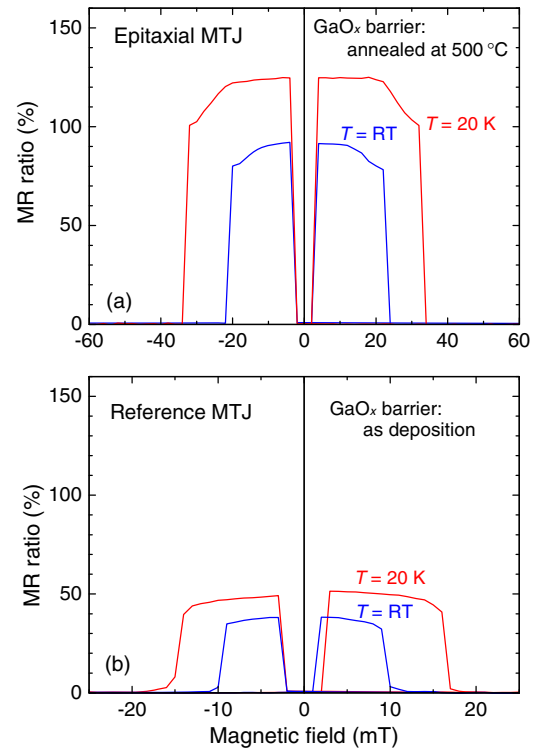 150
100
50
0
MR ratio (%)
Epitaxial MTJ
GaOx barrier:
annealed at 500 °C
T = 20 K
T = RT
(a)
-60 -40 -20 0 20 40 60
150
100
50
0
MR ratio (%)
Reference MTJ
GaOx barrier:
as deposition
T = 20 K
T = RT
(b)
-20 -10 0 10 20
Magnetic field (mT)